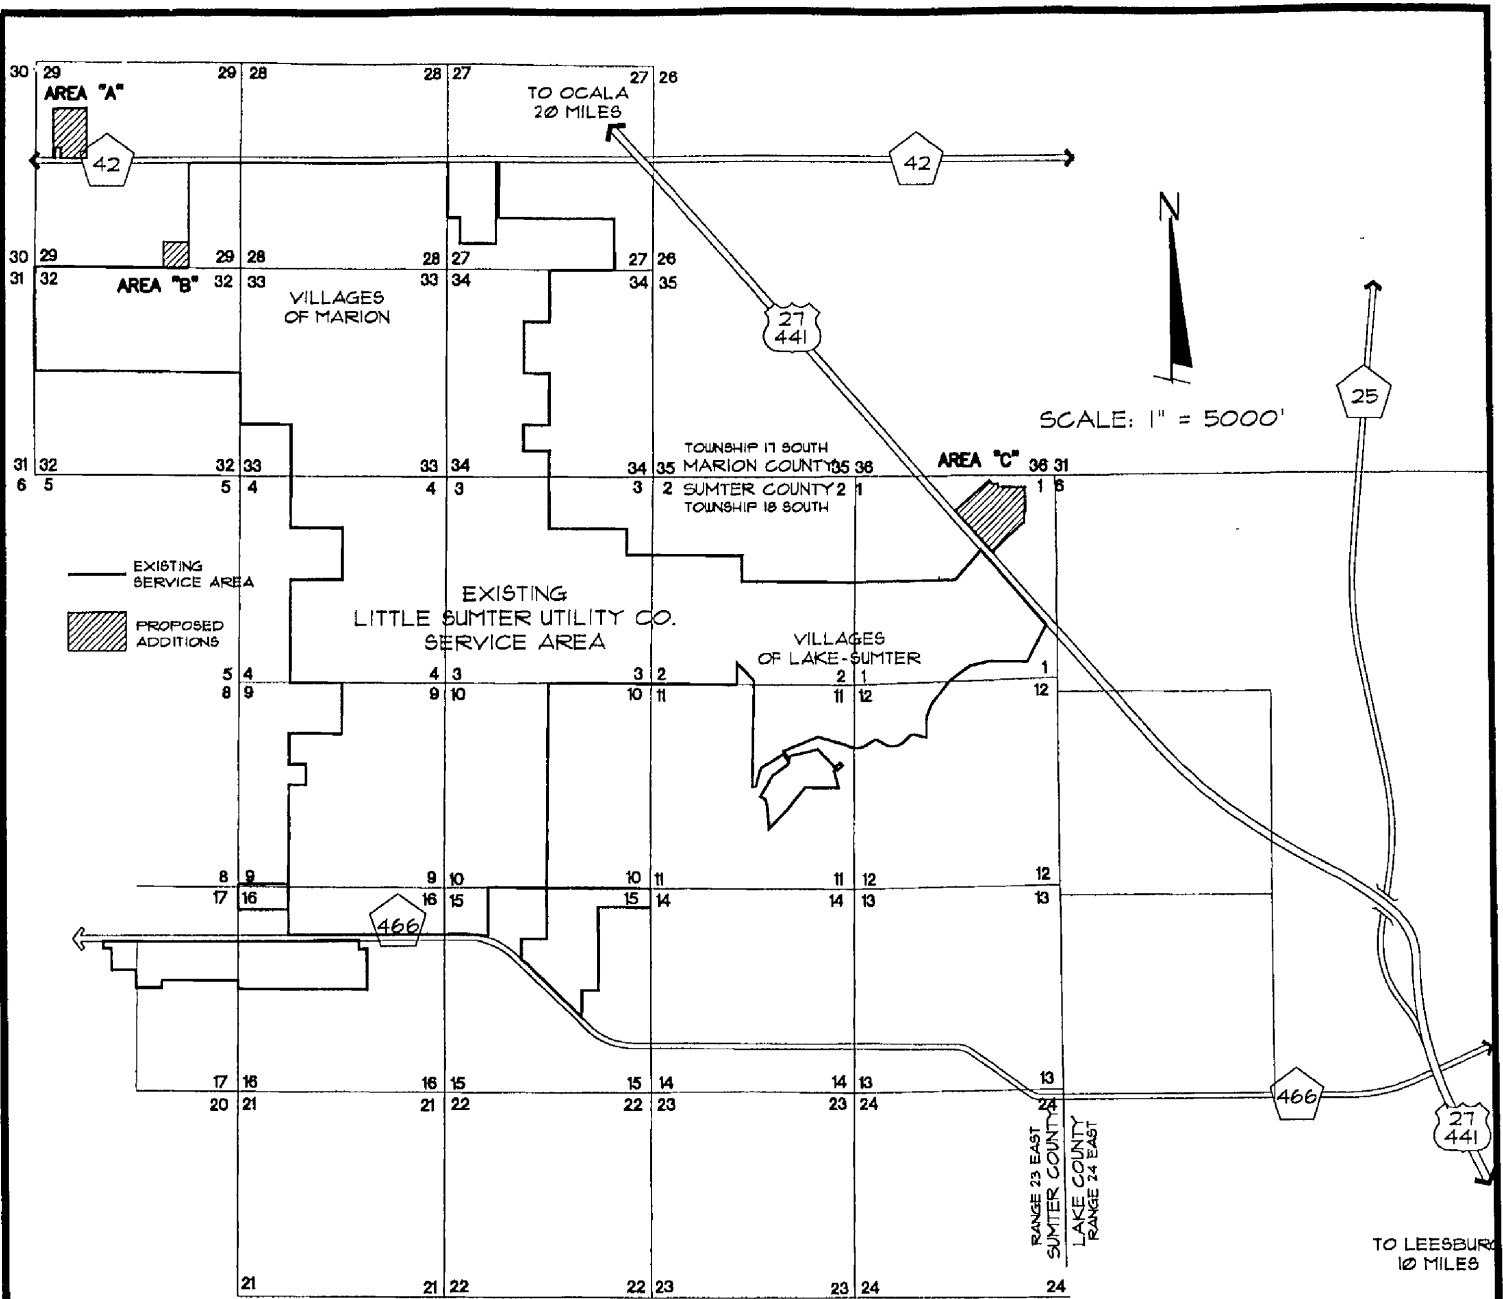 30 29
29 28
28 27
27 26
AREA "A"
TO OCALA
20 MILES
42
42
N
30 29
29 28
28 27
27 26
31 32
32 33
33 34
34 35
AREA "B"
VILLAGES
OF MARION
27
441
25
SCALE: 1" = 5000'
TOWNSHIP 17 SOUTH
MARION COUNTY
SUMTER COUNTY
TOWNSHIP 18 SOUTH
AREA "C"
31 32
32 33
33 34
34 35
35 36
36 31
6 5
5 4
4 3
3 2
2 1
1 6
EXISTING
SERVICE AREA
PROPOSED
ADDITIONS
EXISTING
LITTLE SUMTER UTILITY CO.
SERVICE AREA
VILLAGES
OF LAKE-SUMTER
5 4
4 3
3 2
2 1
1
8 9
9 10
10 11
11 12
12
8 9
9 10
10 11
11 12
12
17 16
16 15
15 14
14 13
13
466
17 16
16 15
15 14
14 13
13
20 21
21 22
22 23
23 24
24
466
27
441
RANGE 23 EAST
SUMTER COUNTY
LAKE COUNTY
RANGE 24 EAST
TO LEESBURG
10 MILES
21
21 22
22 23
23 24
24